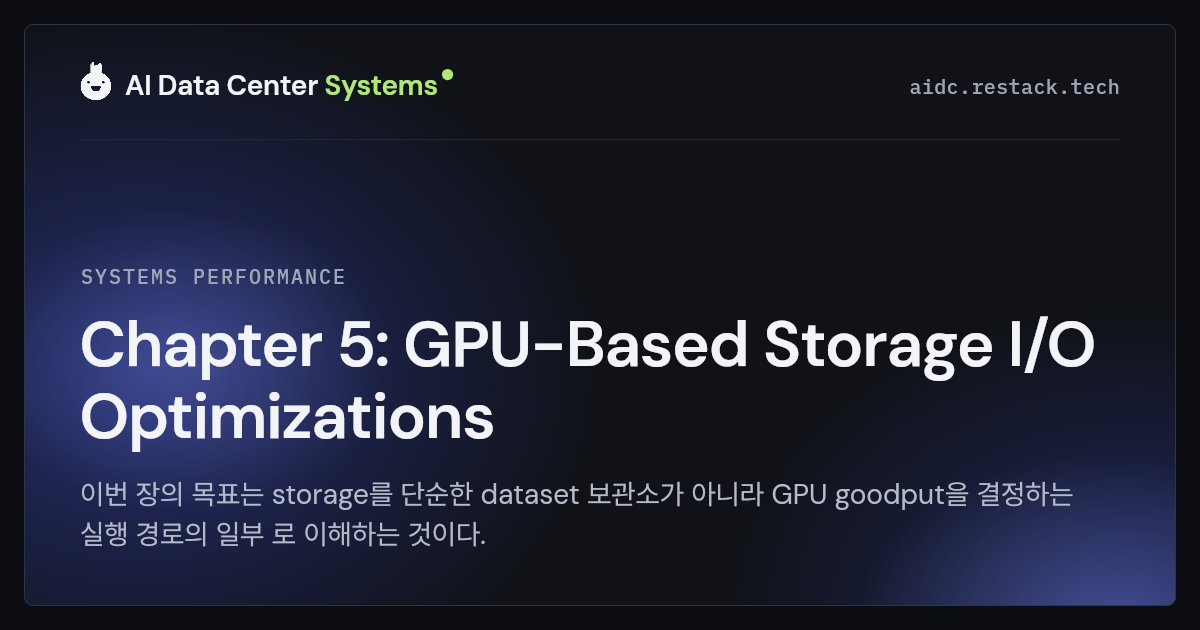 AI Data Center Systems
aidc.restack.tech
SYSTEMS PERFORMANCE
Chapter 5: GPU-Based Storage I/O
Optimizations
이번 장의 목표는 storage를 단순한 dataset 보관소가 아니라 GPU goodput을 결정하는
실행 경로의 일부 로 이해하는 것이다.